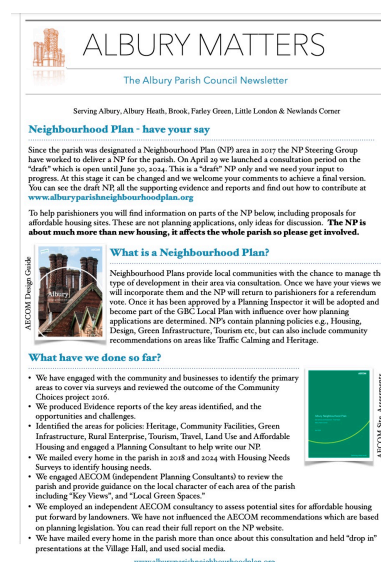 ALBURY MATTERS
The Albury Parish Council Newsletter
Serving Albury, Albury Heath, Brook, Farley Green, Little London & Newlands Corner
Neighbourhood Plan - have your say
Since the parish was designated a Neighbourhood Plan (NP) area in 2017 the NP Steering Group
have worked to deliver a NP for the parish. On April 29 we launched a consultation period on the
"draft" which is open until June 30, 2024. This is a "draft" NP only and we need your input to
progress. At this stage it can be changed and we welcome your comments to achieve a final version.
You can see the draft NP, all the supporting evidence and reports and find out how to contribute at
www.alburyparishneighbourhoodplan.org
To help parishioners you will find information on parts of the NP below, including proposals for
affordable housing sites. These are not planning applications, only ideas for discussion. The NP is
about much more than new housing, it affects the whole parish so please get involved.
AECOM Design Guide
Albury
What is a Neighbourhood Plan?
Neighbourhood Plans provide local communities with the chance to manage th
type of development in their area via consultation. Once we have your views we
will incorporate them and the NP will return to parishioners for a referendum
vote. Once it has been approved by a Planning Inspector it will be adopted and
become part of the GBC Local Plan with influence over how planning
applications are determined. NP's contain planning policies e.g., Housing,
Design, Green Infrastructure, Tourism etc, but can also include community
recommendations on areas like Traffic Calming and Heritage.
What have we done so far?
• We have engaged with the community and businesses to identify the primary
areas to cover via surveys and reviewed the outcome of the Community
Choices project 2016.
• We produced Evidence reports of the key areas identified, and the
opportunities and challenges.
• Identified the areas for policies: Heritage, Community Facilities, Green
Infrastructure, Rural Enterprise, Tourism, Travel, Land Use and Affordable
Housing and engaged a Planning Consultant to help write our NP.
• We mailed every home in the parish in 2018 and 2024 with Housing Needs
Surveys to identify housing needs.
• We engaged AECOM (independent Planning Consultants) to review the
parish and provide guidance on the local character of each area of the parish
including "Key Views", and "Local Green Spaces."
AECOM Site Assessments
• We employed an independent AECOM consultancy to assess potential sites for affordable housing
put forward by landowners. We have not influenced the AECOM recommendations which are based
on planning legislation. You can read their full report on the NP website.
• We have mailed every home in the parish more than once about this consultation and held "drop in"
presentations at the Village Hall, and used social media.
www.alburyparishneighbourhoodplan.org